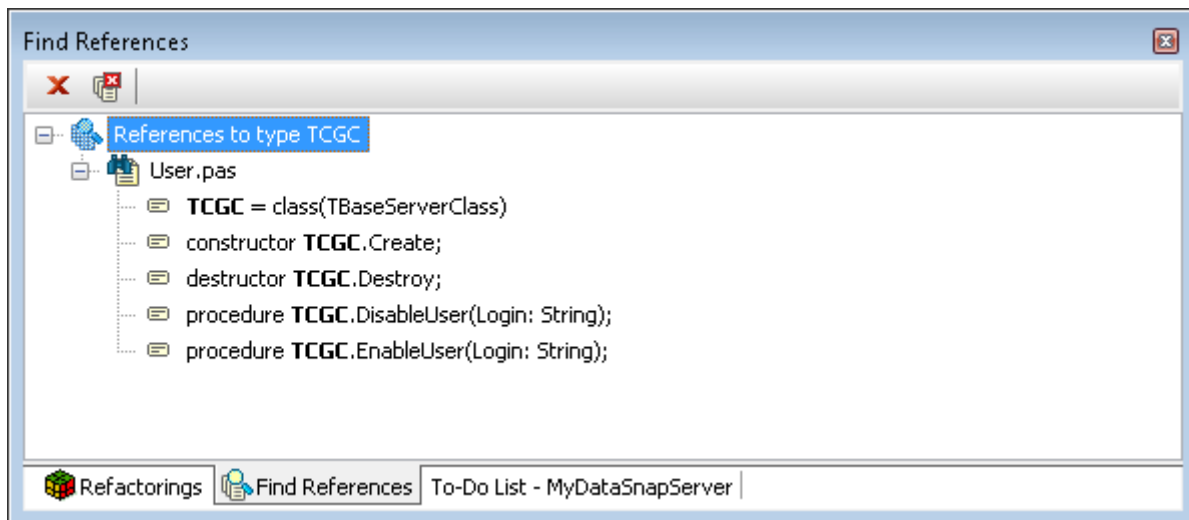 Find References
References to type TCGC
User.pas
TCGC = class(TBaseServerClass)
constructor TCGC.Create;
destructor TCGC.Destroy;
procedure TCGC.DisableUser(Login: String);
procedure TCGC.EnableUser(Login: String);
Refactorings Find References To-Do List - MyDataSnapServer